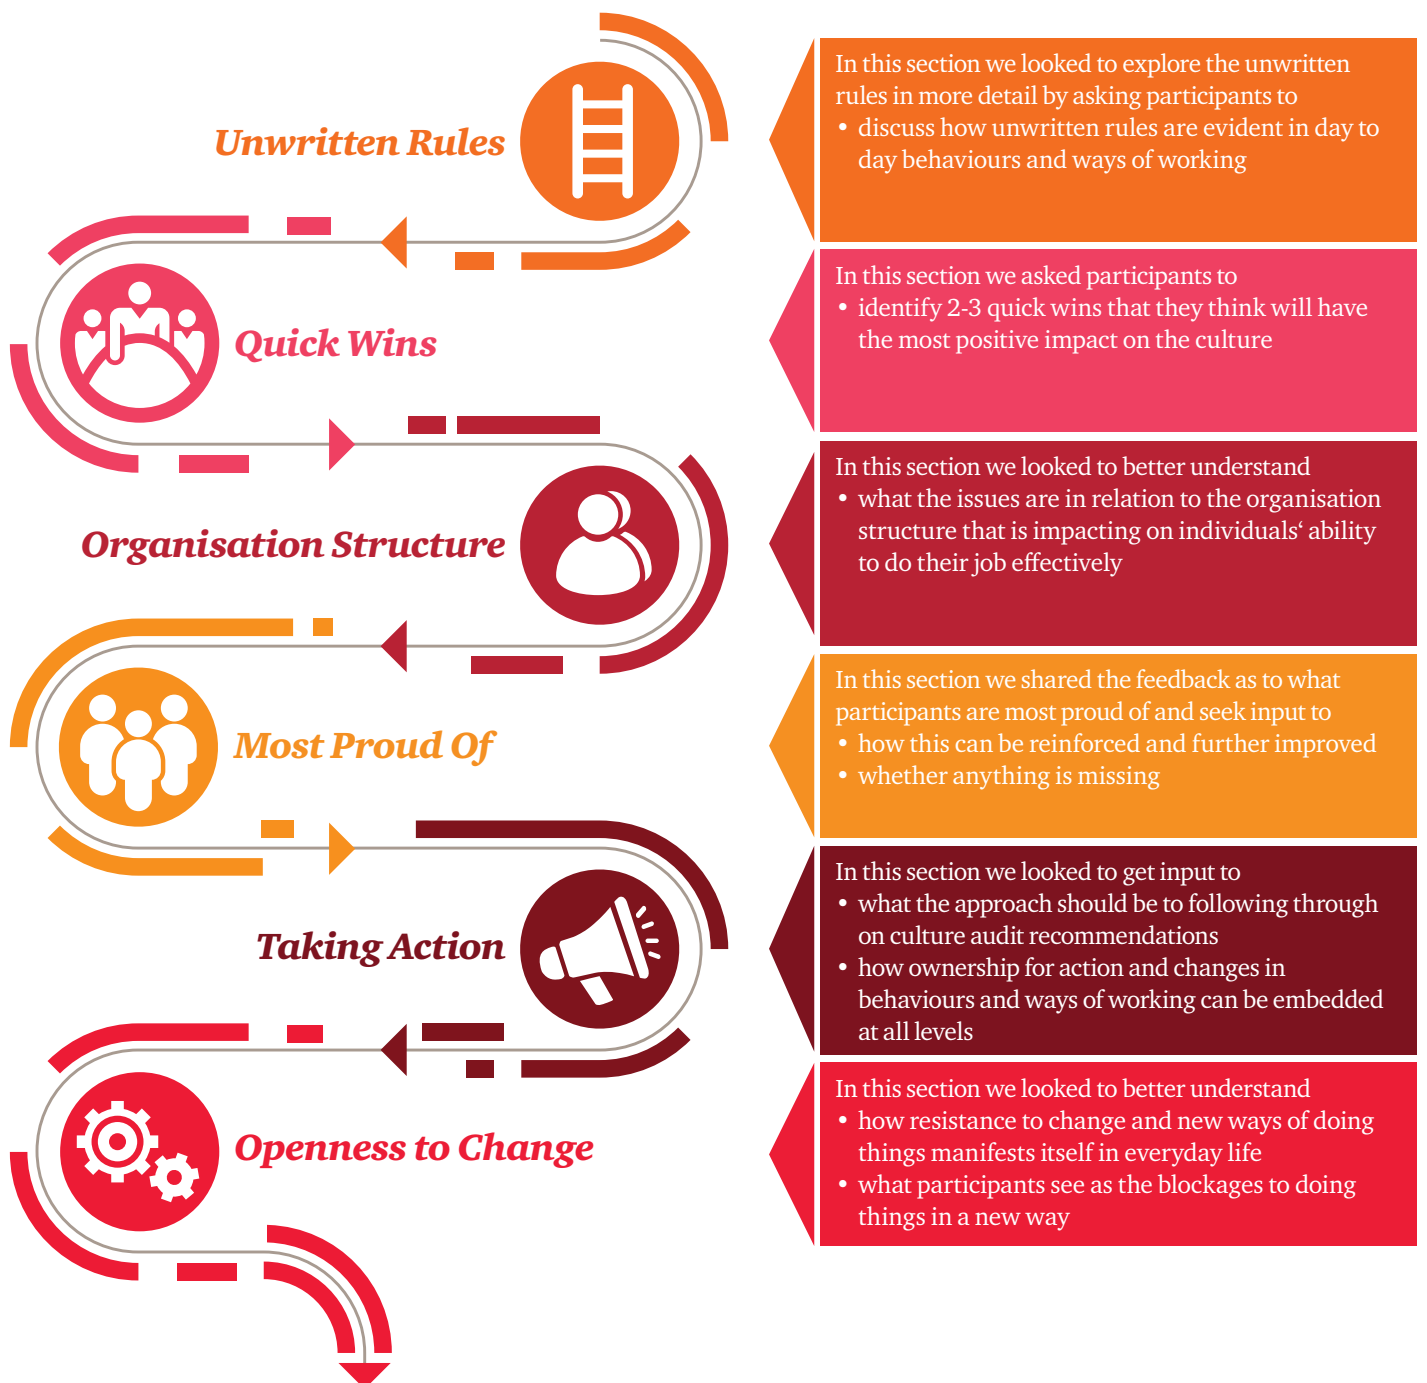 Unwritten Rules
In this section we looked to explore the unwritten
rules in more detail by asking participants to
• discuss how unwritten rules are evident in day to
day behaviours and ways of working
Quick Wins
In this section we asked participants to
• identify 2-3 quick wins that they think will have
the most positive impact on the culture
Organisation Structure
In this section we looked to better understand
• what the issues are in relation to the organisation
structure that is impacting on individuals‘ ability
to do their job effectively
Most Proud Of
In this section we shared the feedback as to what
participants are most proud of and seek input to
• how this can be reinforced and further improved
• whether anything is missing
Taking Action
In this section we looked to get input to
• what the approach should be to following through
on culture audit recommendations
• how ownership for action and changes in
behaviours and ways of working can be embedded
at all levels
Openness to Change
In this section we looked to better understand
• how resistance to change and new ways of doing
things manifests itself in everyday life
• what participants see as the blockages to doing
things in a new way